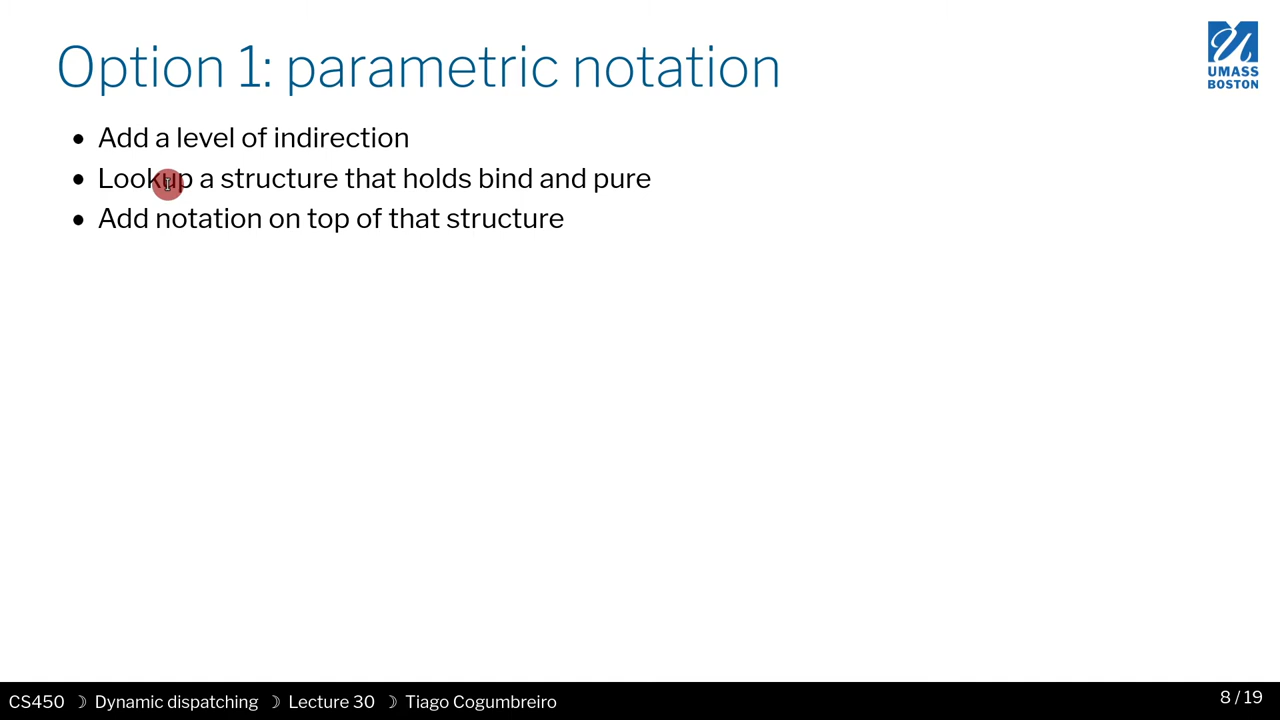 Option 1: parametric notation
UMASS
BOSTON
Add a level of indirection
Lookup a structure that holds bind and pure
Add notation on top of that structure
CS450 ☽ Dynamic dispatching ☽ Lecture 30 ☽ Tiago Cogumbreiro
8 / 19